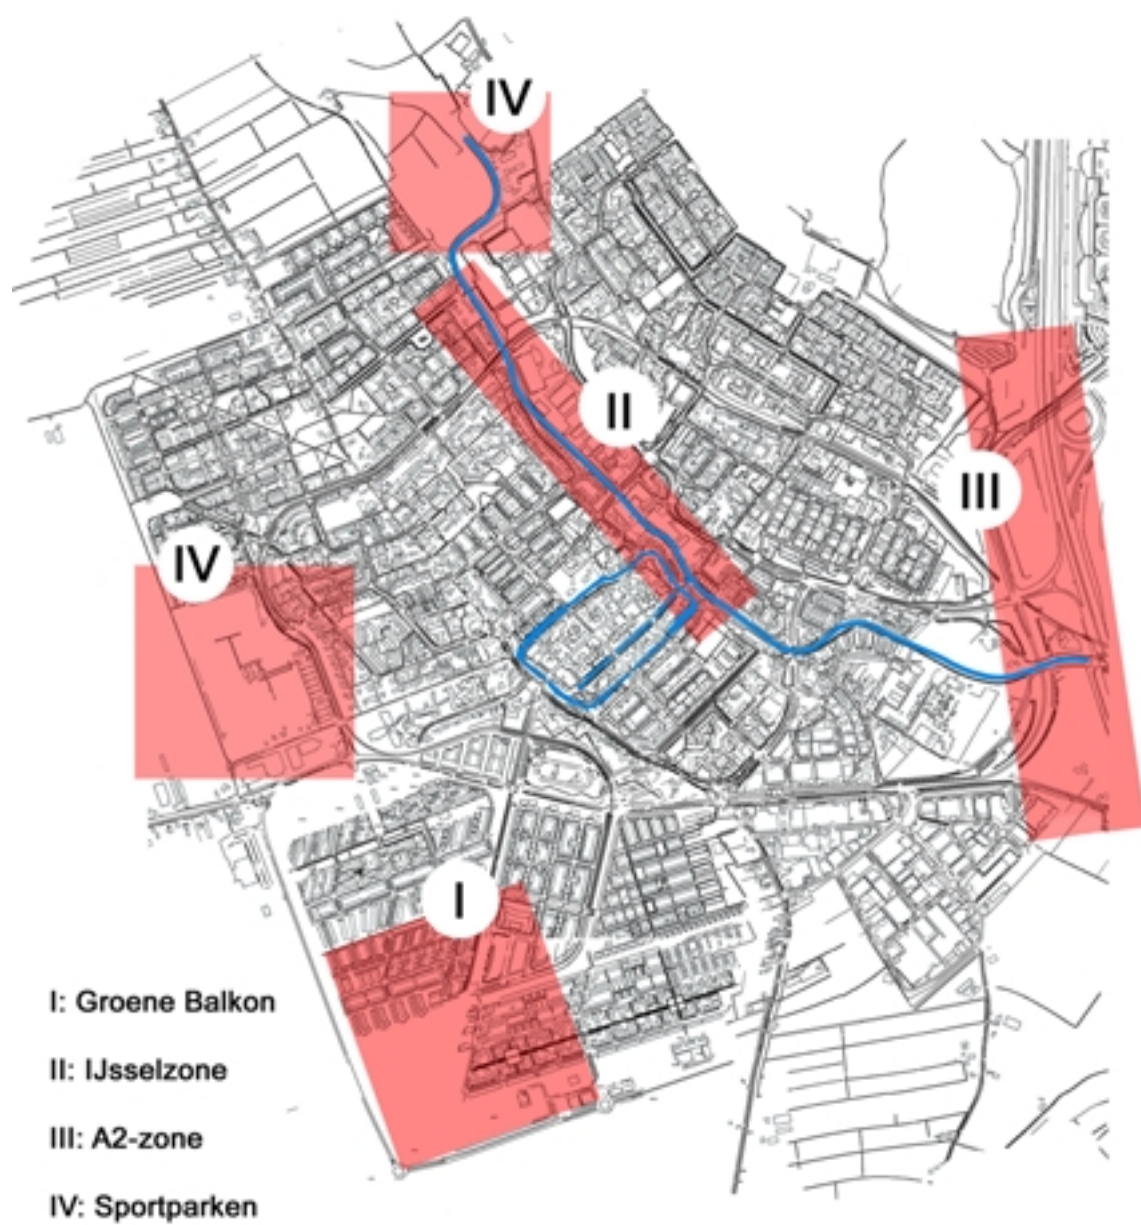 IV
II
III
IV
I
I: Groene Balkon
II: IJsselzone
III: A2-zone
IV: Sportparken